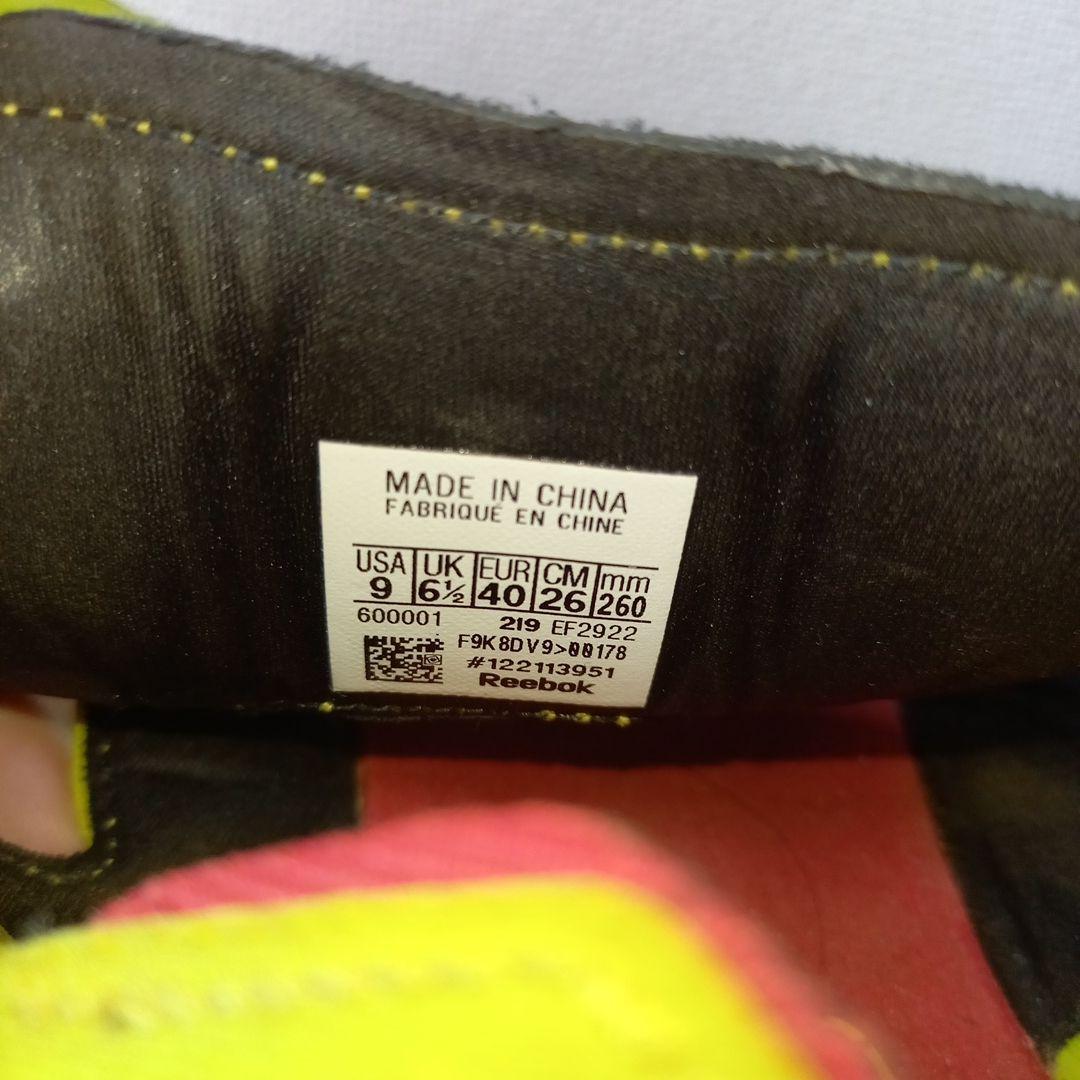 MADE IN CHINA
FABRIQUÉ EN CHINE
USA UK EUR CM mm
9 6½ 40 26 260
600001 219 EF2922
F9K8DV9>00178
#122113951
Reebok